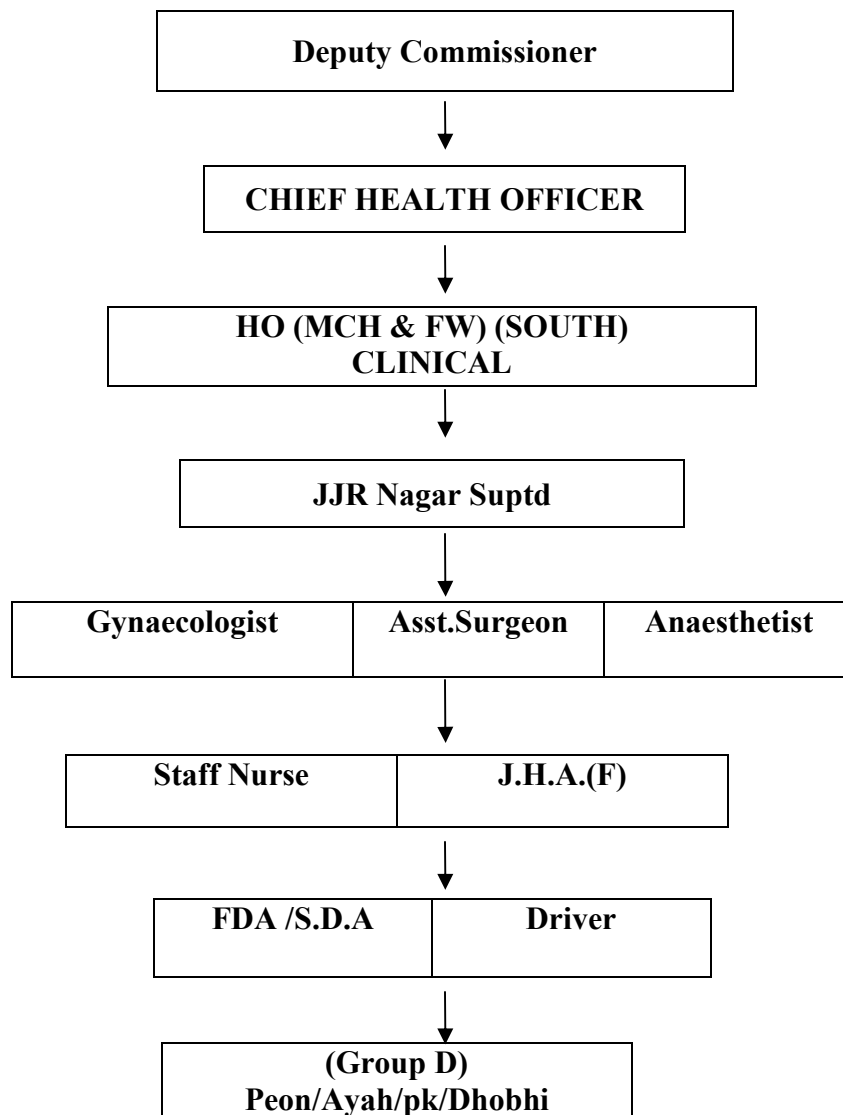 Deputy Commissioner
CHIEF HEALTH OFFICER
HO (MCH & FW) (SOUTH)
CLINICAL
JJR Nagar Suptd
Gynaecologist Asst.Surgeon Anaesthetist
Staff Nurse J.H.A.(F)
FDA /S.D.A Driver
(Group D)
Peon/Ayah/pk/Dhobhi